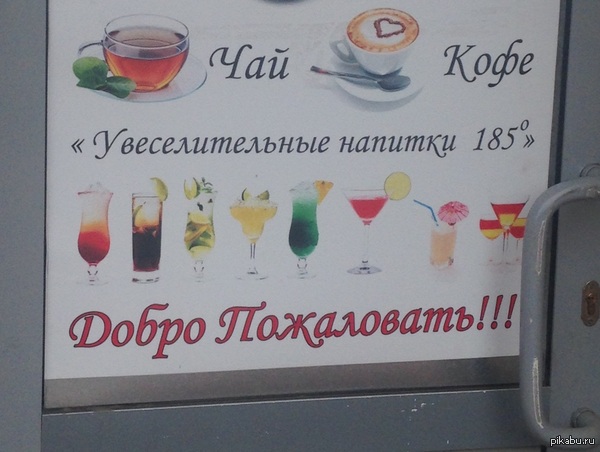 Чай Кофе
« Увеселительные напитки 185°»
Добро Пожаловать!!!
pikabu.ru